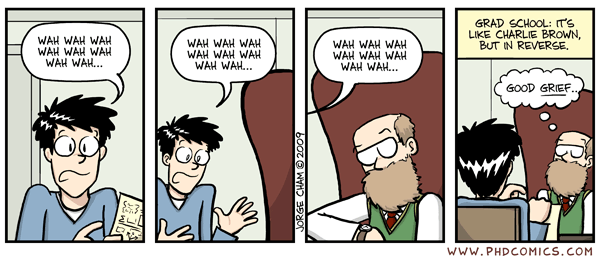 WAH WAH WAH
WAH WAH WAH
WAH WAH...
WAH WAH WAH
WAH WAH WAH
WAH WAH...
WAH WAH WAH
WAH WAH WAH
WAH WAH...
JORGE CHAM © 2009
GRAD SCHOOL: IT'S
LIKE CHARLIE BROWN,
BUT IN REVERSE.
GOOD GRIEF..
WWW.PHDCOMICS.COM